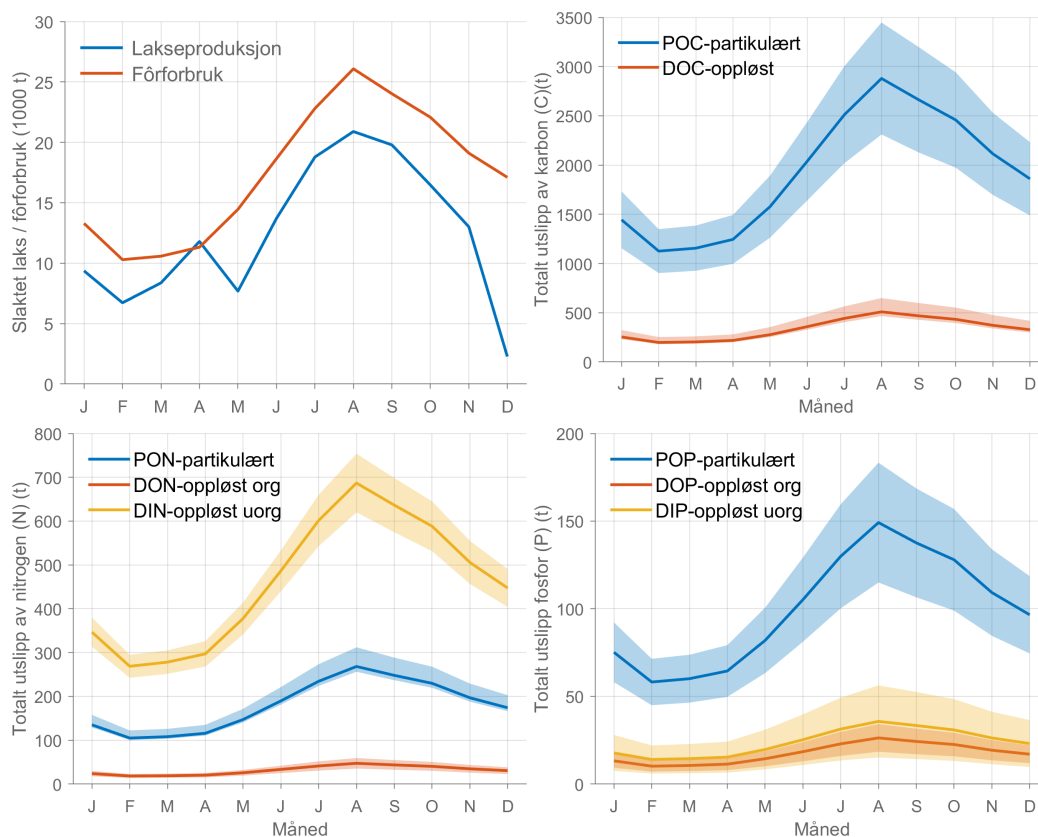 30
25
20
15
10
5
0
Slaktet laks / fôrforbruk (1000 t)
Lakseproduksjon
Fôrforbruk
J F M A M J J A S O N D
3500
3000
2500
2000
1500
1000
500
0
Totalt utslipp av karbon (C)(t)
POC-partikulært
DOC-oppløst
J F M A M J J A S O N D
Måned
800
700
600
500
400
300
200
100
0
Totalt utslipp av nitrogen (N) (t)
PON-partikulært
DON-oppløst org
DIN-oppløst uorg
J F M A M J J A S O N D
Måned
200
150
100
50
0
Totalt utslipp fosfor (P) (t)
POP-partikulært
DOP-oppløst org
DIP-oppløst uorg
J F M A M J J A S O N D
Måned